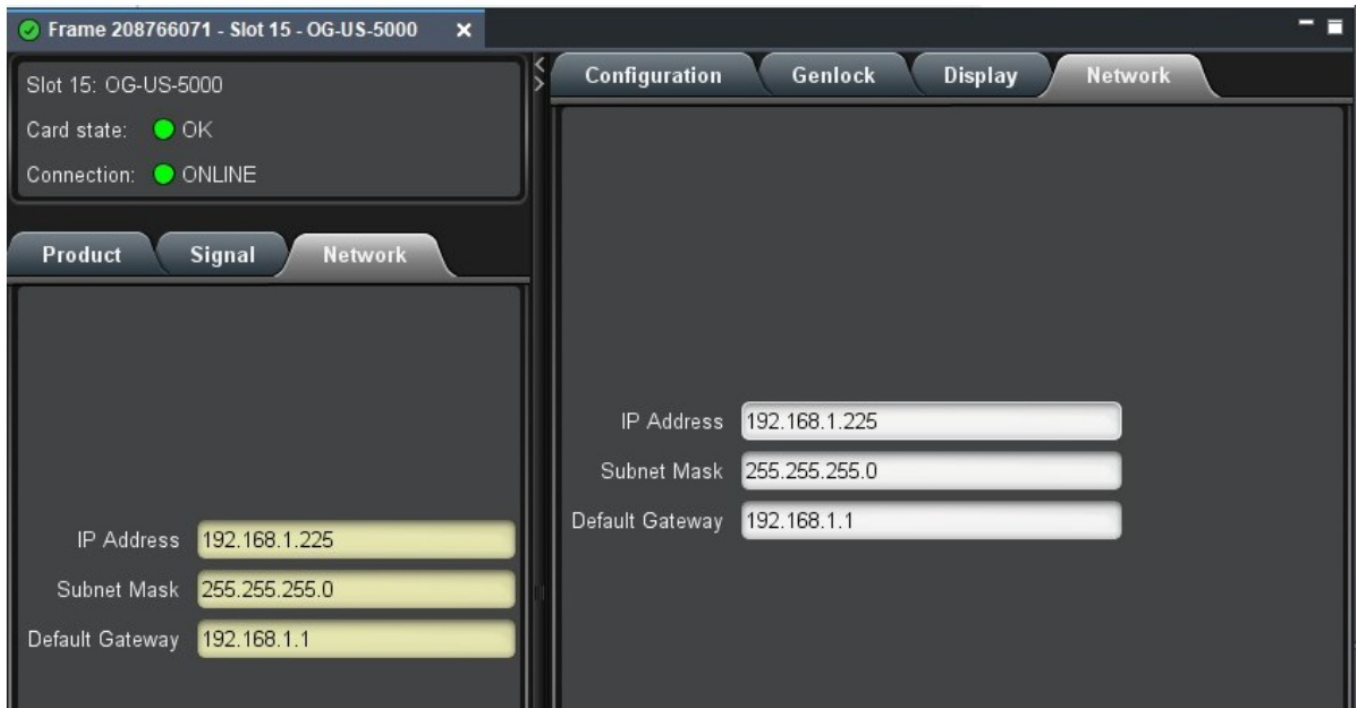 Frame 208766071 - Slot 15 - OG-US-5000
Slot 15: OG-US-5000
Card state: OK
Connection: ONLINE
Product Signal Network
IP Address 192.168.1.225
Subnet Mask 255.255.255.0
Default Gateway 192.168.1.1
Configuration Genlock Display Network
IP Address 192.168.1.225
Subnet Mask 255.255.255.0
Default Gateway 192.168.1.1